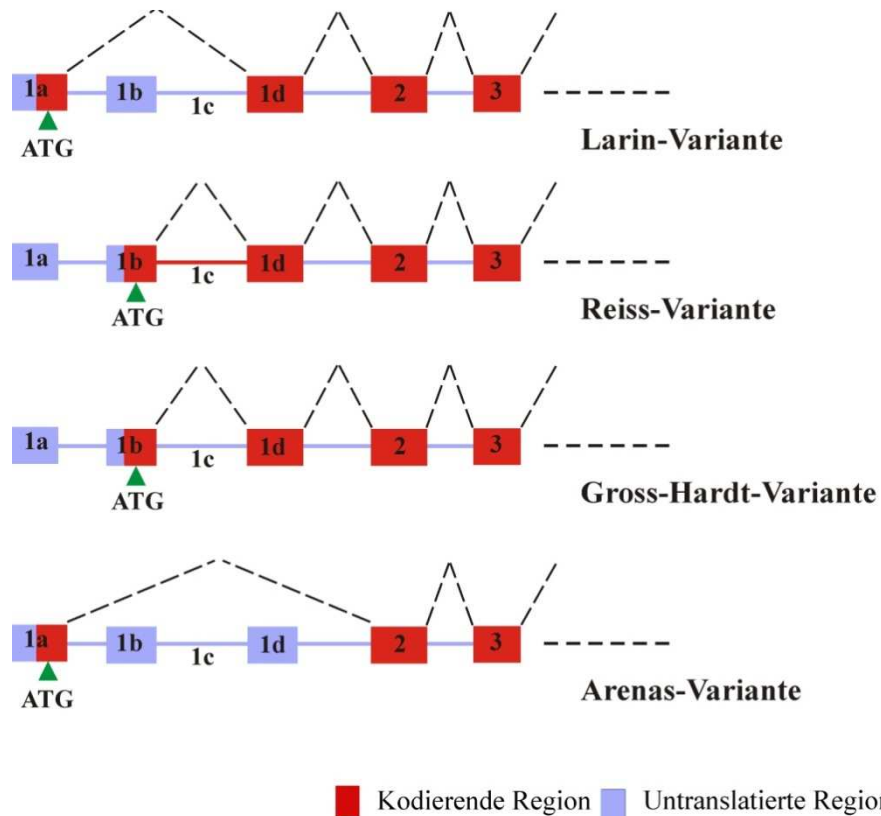 1a 1b 1c 1d 2 3
ATG
Larin-Variante
1a 1b 1c 1d 2 3
ATG
Reiss-Variante
1a 1b 1c 1d 2 3
ATG
Gross-Hardt-Variante
1a 1b 1c 1d 2 3
ATG
Arenas-Variante
Kodierende Region Untranslatierte Region